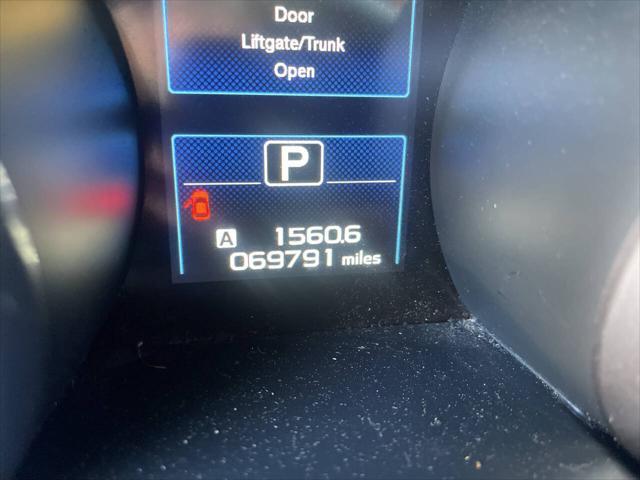 Door
Liftgate/Trunk
Open
P
A 1560.6
069791 miles